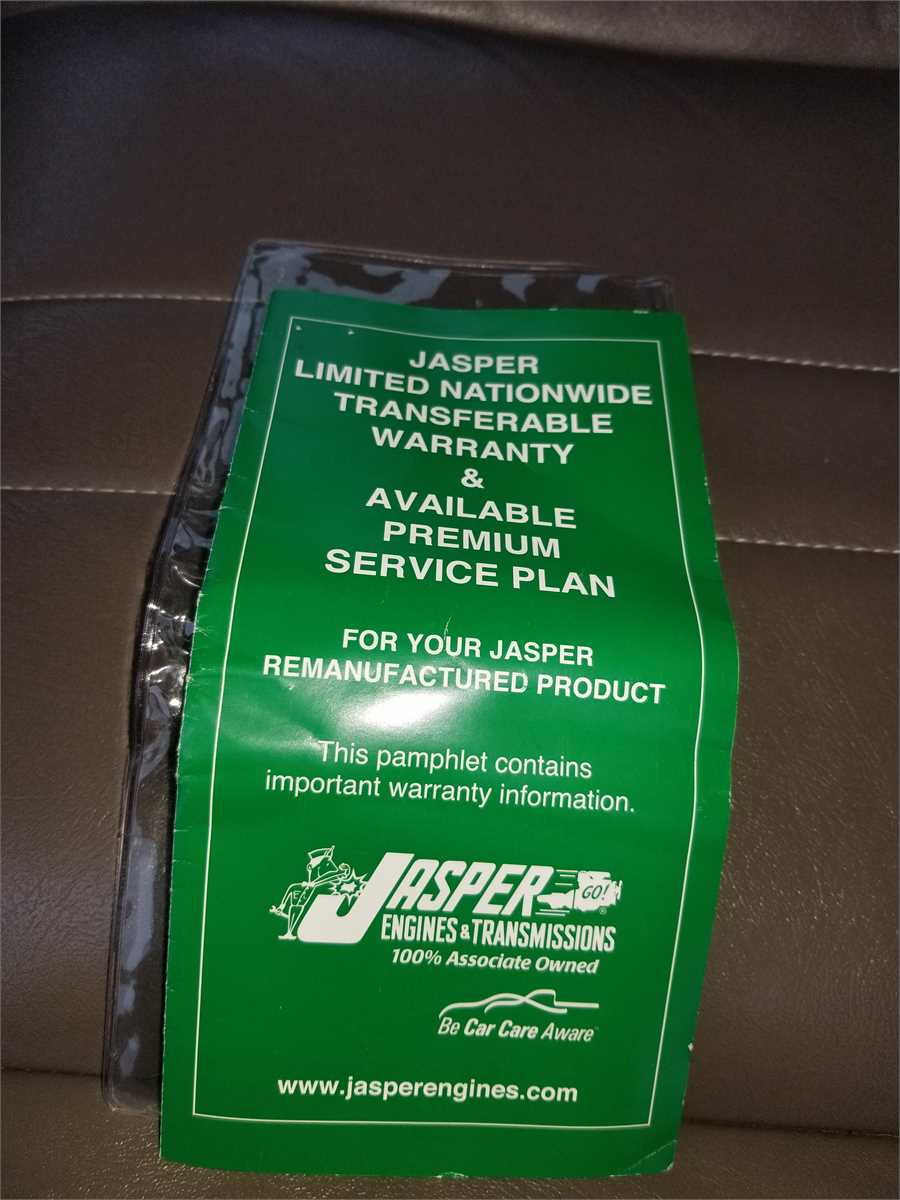 JASPER
LIMITED NATIONWIDE
TRANSFERABLE
WARRANTY
&
AVAILABLE
PREMIUM
SERVICE PLAN
FOR YOUR JASPER
REMANUFACTURED PRODUCT
This pamphlet contains
important warranty information.
JASPER GO!®
ENGINES & TRANSMISSIONS
100% Associate Owned
Be Car Care Aware™
www.jasperengines.com